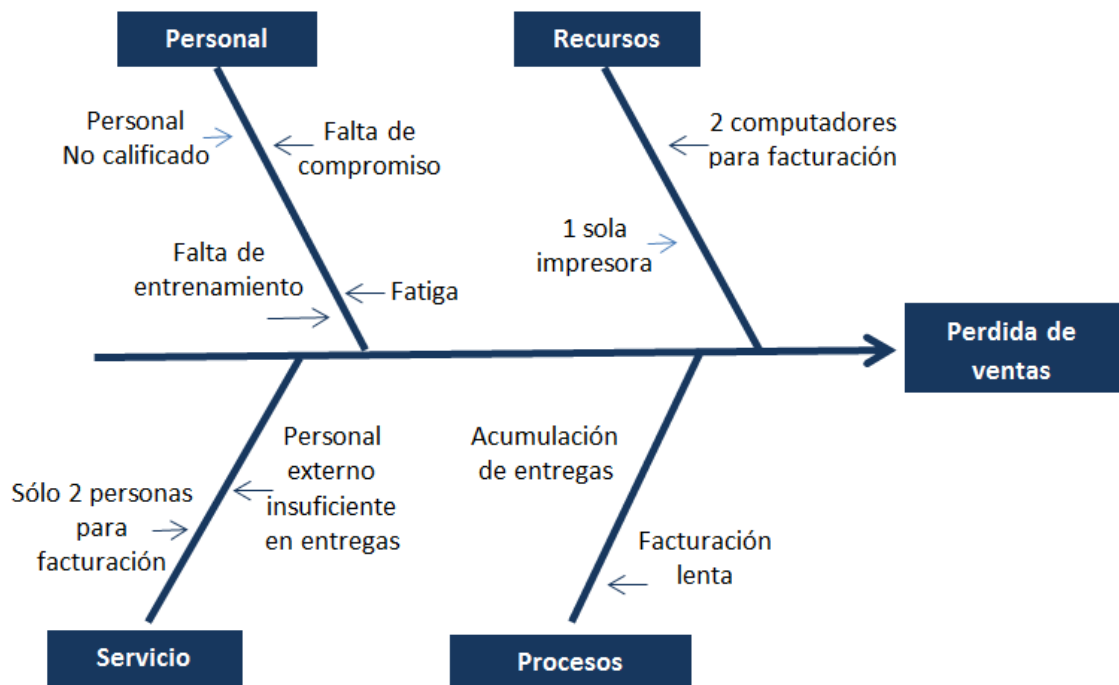 Personal
Recursos
Personal
No calificado
Falta de
compromiso
2 computadores
para facturación
Falta de
entrenamiento
Fatiga
1 sola
impresora
Perdida de
ventas
Sólo 2 personas
para
facturación
Personal
externo
insuficiente
en entregas
Acumulación
de entregas
Facturación
lenta
Servicio
Procesos